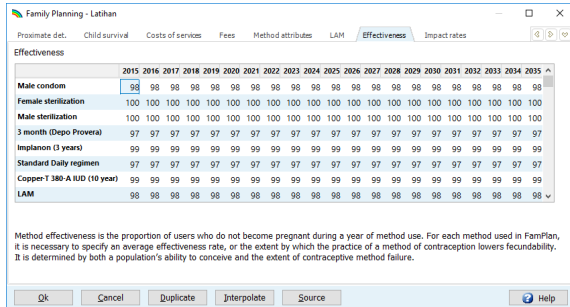 Family Planning - Latihan
Proximate det. Child survival Costs of services Fees Method attributes LAM Effectiveness Impact rates
Effectiveness
2015 2016 2017 2018 2019 2020 2021 2022 2023 2024 2025 2026 2027 2028 2029 2030 2031 2032 2033 2034 2035
Male condom 98 98 98 98 98 98 98 98 98 98 98 98 98 98 98 98 98 98 98 98 98
Female sterilization 100 100 100 100 100 100 100 100 100 100 100 100 100 100 100 100 100 100 100 100 100
Male sterilization 100 100 100 100 100 100 100 100 100 100 100 100 100 100 100 100 100 100 100 100 100
3 month (Depo Provera) 97 97 97 97 97 97 97 97 97 97 97 97 97 97 97 97 97 97 97 97 97
Implanon (3 years) 99 99 99 99 99 99 99 99 99 99 99 99 99 99 99 99 99 99 99 99 99
Standard Daily regimen 97 97 97 97 97 97 97 97 97 97 97 97 97 97 97 97 97 97 97 97 97
Copper-T 380-A IUD (10 year) 99 99 99 99 99 99 99 99 99 99 99 99 99 99 99 99 99 99 99 99 99
LAM 98 98 98 98 98 98 98 98 98 98 98 98 98 98 98 98 98 98 98 98 98
Method effectiveness is the proportion of users who do not become pregnant during a year of method use. For each method used in FamPlan,
it is necessary to specify an average effectiveness rate, or the extent by which the practice of a method of contraception lowers fecundability.
It is determined by both a population's ability to conceive and the extent of contraceptive method failure.
Ok Cancel Duplicate Interpolate Source Help